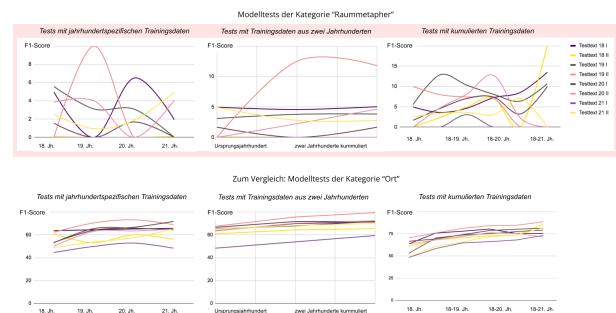 Modelltests der Kategorie "Raummetapher"
Tests mit jahrhundertspezifischen Trainingsdaten
Tests mit Trainingsdaten aus zwei Jahrhunderten
Tests mit kumulierten Trainingsdaten
F1-Score
8
6
4
2
0
18. Jh.
19. Jh.
20. Jh.
21. Jh.
F1-Score
10
5
0
Ursprungsjahrhundert
zwei Jahrhunderte kummuliert
F1-Score
20
15
10
5
0
18. Jh.
18-19. Jh.
18-20. Jh.
18-21. Jh.
Testtext 18 I
Testtext 18 II
Testtext 19 I
Testtext 19 II
Testtext 20 I
Testtext 20 II
Testtext 21 I
Testtext 21 II
Zum Vergleich: Modelltests der Kategorie "Ort"
Tests mit jahrhundertspezifischen Trainingsdaten
Tests mit Trainingsdaten aus zwei Jahrhunderten
Tests mit kumulierten Trainingsdaten
F1-Score
60
40
20
0
18. Jh.
19. Jh.
20. Jh.
21. Jh.
F1-Score
60
40
20
0
Ursprungsjahrhundert
zwei Jahrhunderte kummuliert
F1-Score
75
50
25
0
18. Jh.
18-19. Jh.
18-20. Jh.
18-21. Jh.